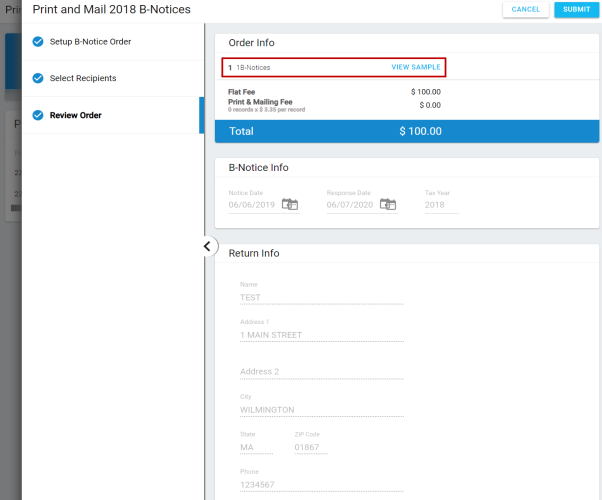 Prin
Print and Mail 2018 B-Notices
CANCEL
SUBMIT
Setup B-Notice Order
Select Recipients
Review Order
Order Info
1 1B-Notices
VIEW SAMPLE
Flat Fee $ 100.00
Print & Mailing Fee $ 0.00
0 records x $ 3.35 per record
Total $ 100.00
B-Notice Info
Notice Date Response Date Tax Year
06/06/2019 06/07/2020 2018
Return Info
Name
TEST
Address 1
1 MAIN STREET
Address 2
City
WILMINGTON
State ZIP Code
MA 01867
Phone
1234567